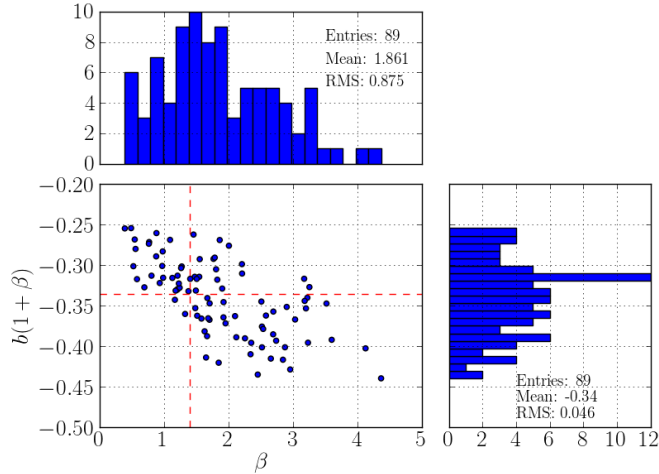 10
8
6
4
2
0
Entries: 89
Mean: 1.861
RMS: 0.875
−0.20
−0.25
−0.30
−0.35
−0.40
−0.45
−0.50
b(1 + β)
0 1 2 3 4 5
β
Entries: 89
Mean: -0.34
RMS: 0.046
0 2 4 6 8 10 12